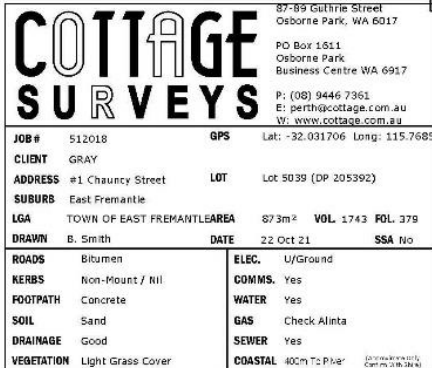 COTTAGE
SURVEYS
87-89 Guthrie Street
Osborne Park, WA 6017
PO Box 1611
Osborne Park
Business Centre WA 6917
P: (08) 9446 7361
E: perth@cottage.com.au
W: www.cottage.com.au
JOB # 512018 GPS Lat: -32.031706 Long: 115.7685
CLIENT GRAY
ADDRESS #1 Chauncy Street LOT Lot 5039 (DP 205392)
SUBURB East Fremantle
LGA TOWN OF EAST FREMANTLE AREA 873m² VOL. 1743 FOL. 379
DRAWN B. Smith DATE 22 Oct 21 SSA No
ROADS Bitumen ELEC. U/Ground
KERBS Non-Mount / Nil COMMS. Yes
FOOTPATH Concrete WATER Yes
SOIL Sand GAS Check Alinta
DRAINAGE Good SEWER Yes
VEGETATION Light Grass Cover COASTAL 400m To River (Approximate Only
Confirm With Shire)